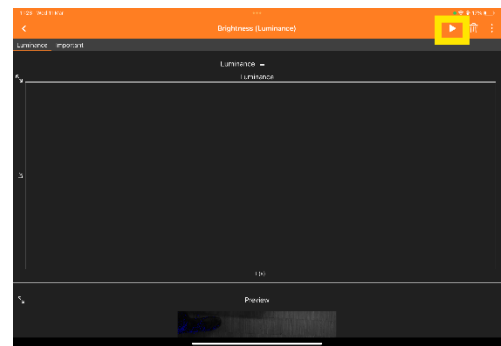 Brightness (Luminance)
Luminance Important
Luminance
Luminance
t (s)
Preview